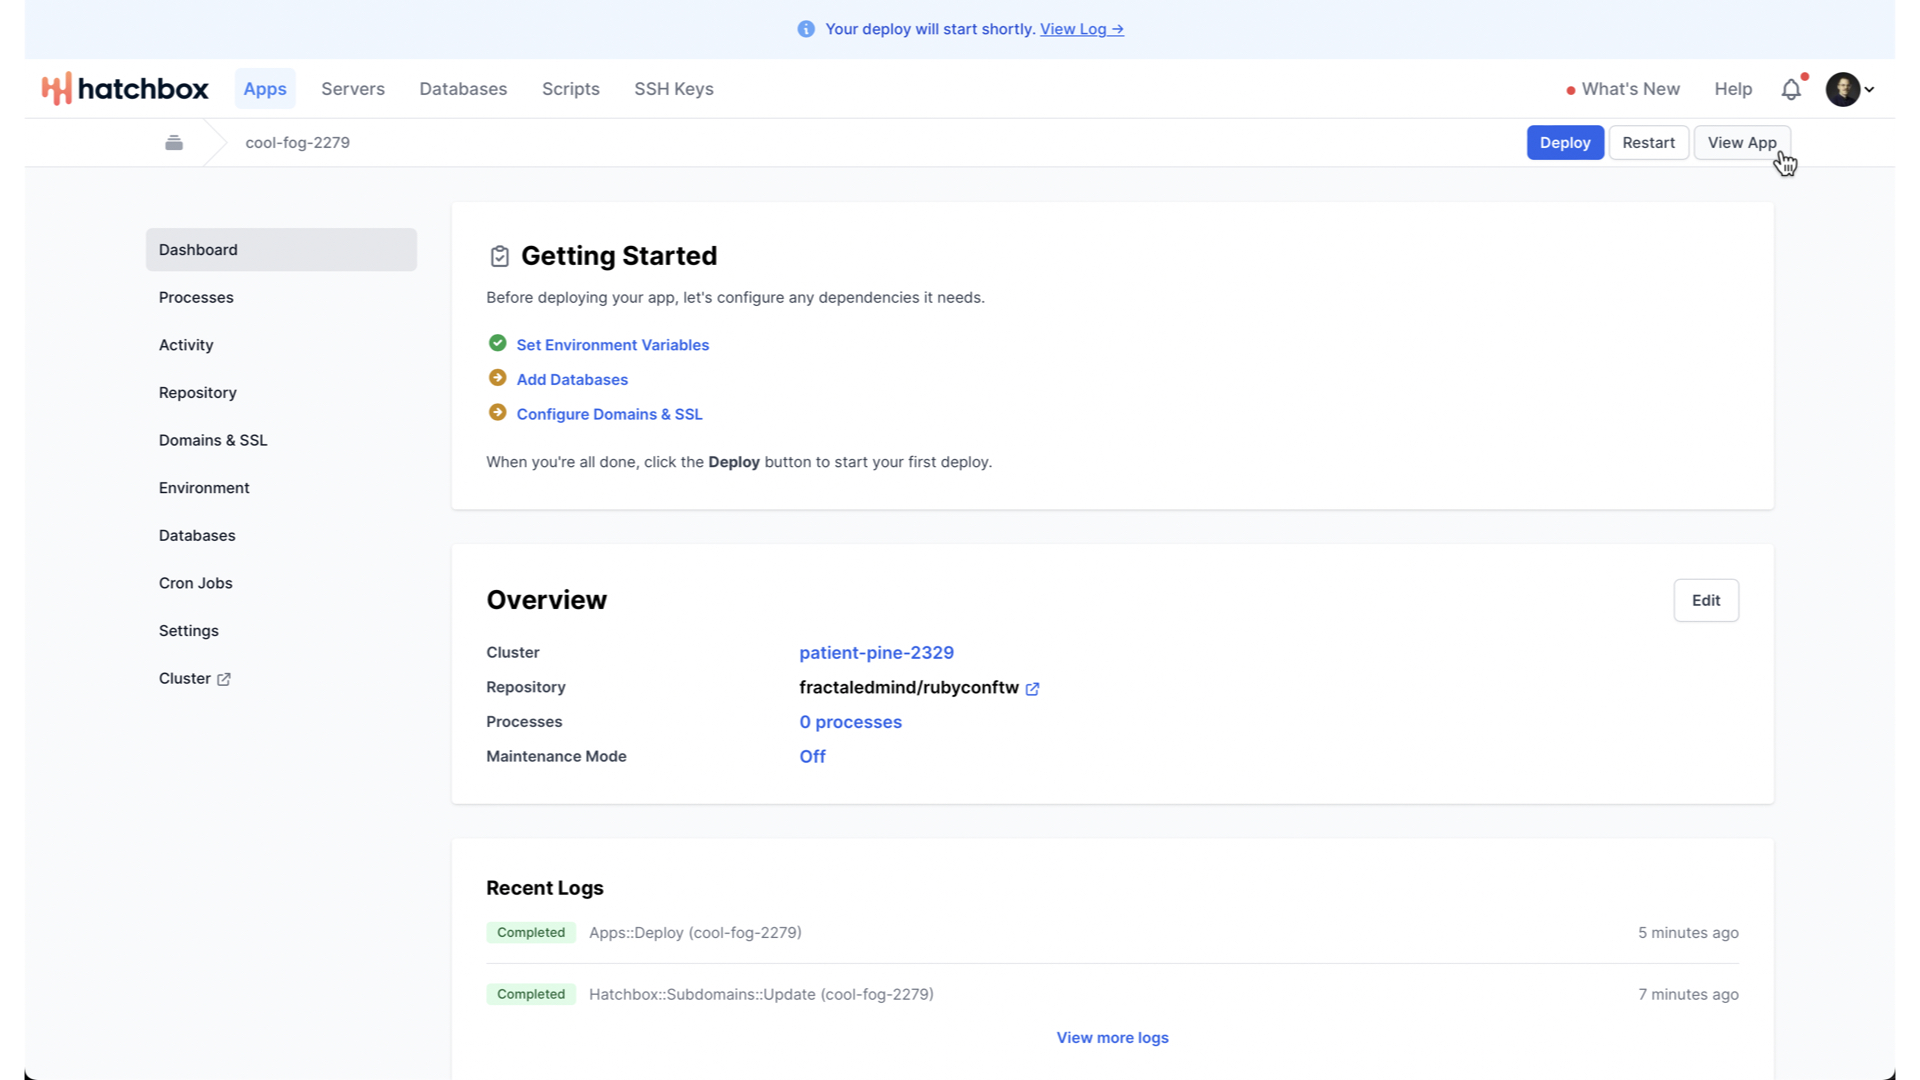 Your deploy will start shortly. View Log →
hatchbox Apps Servers Databases Scripts SSH Keys What's New Help
cool-fog-2279 Deploy Restart View App
Dashboard
Processes
Activity
Repository
Domains & SSL
Environment
Databases
Cron Jobs
Settings
Cluster
Getting Started
Before deploying your app, let's configure any dependencies it needs.
Set Environment Variables
Add Databases
Configure Domains & SSL
When you're all done, click the Deploy button to start your first deploy.
Overview Edit
Cluster patient-pine-2329
Repository fractaledmind/rubyconftw
Processes 0 processes
Maintenance Mode Off
Recent Logs
Completed Apps::Deploy (cool-fog-2279) 5 minutes ago
Completed Hatchbox::Subdomains::Update (cool-fog-2279) 7 minutes ago
View more logs